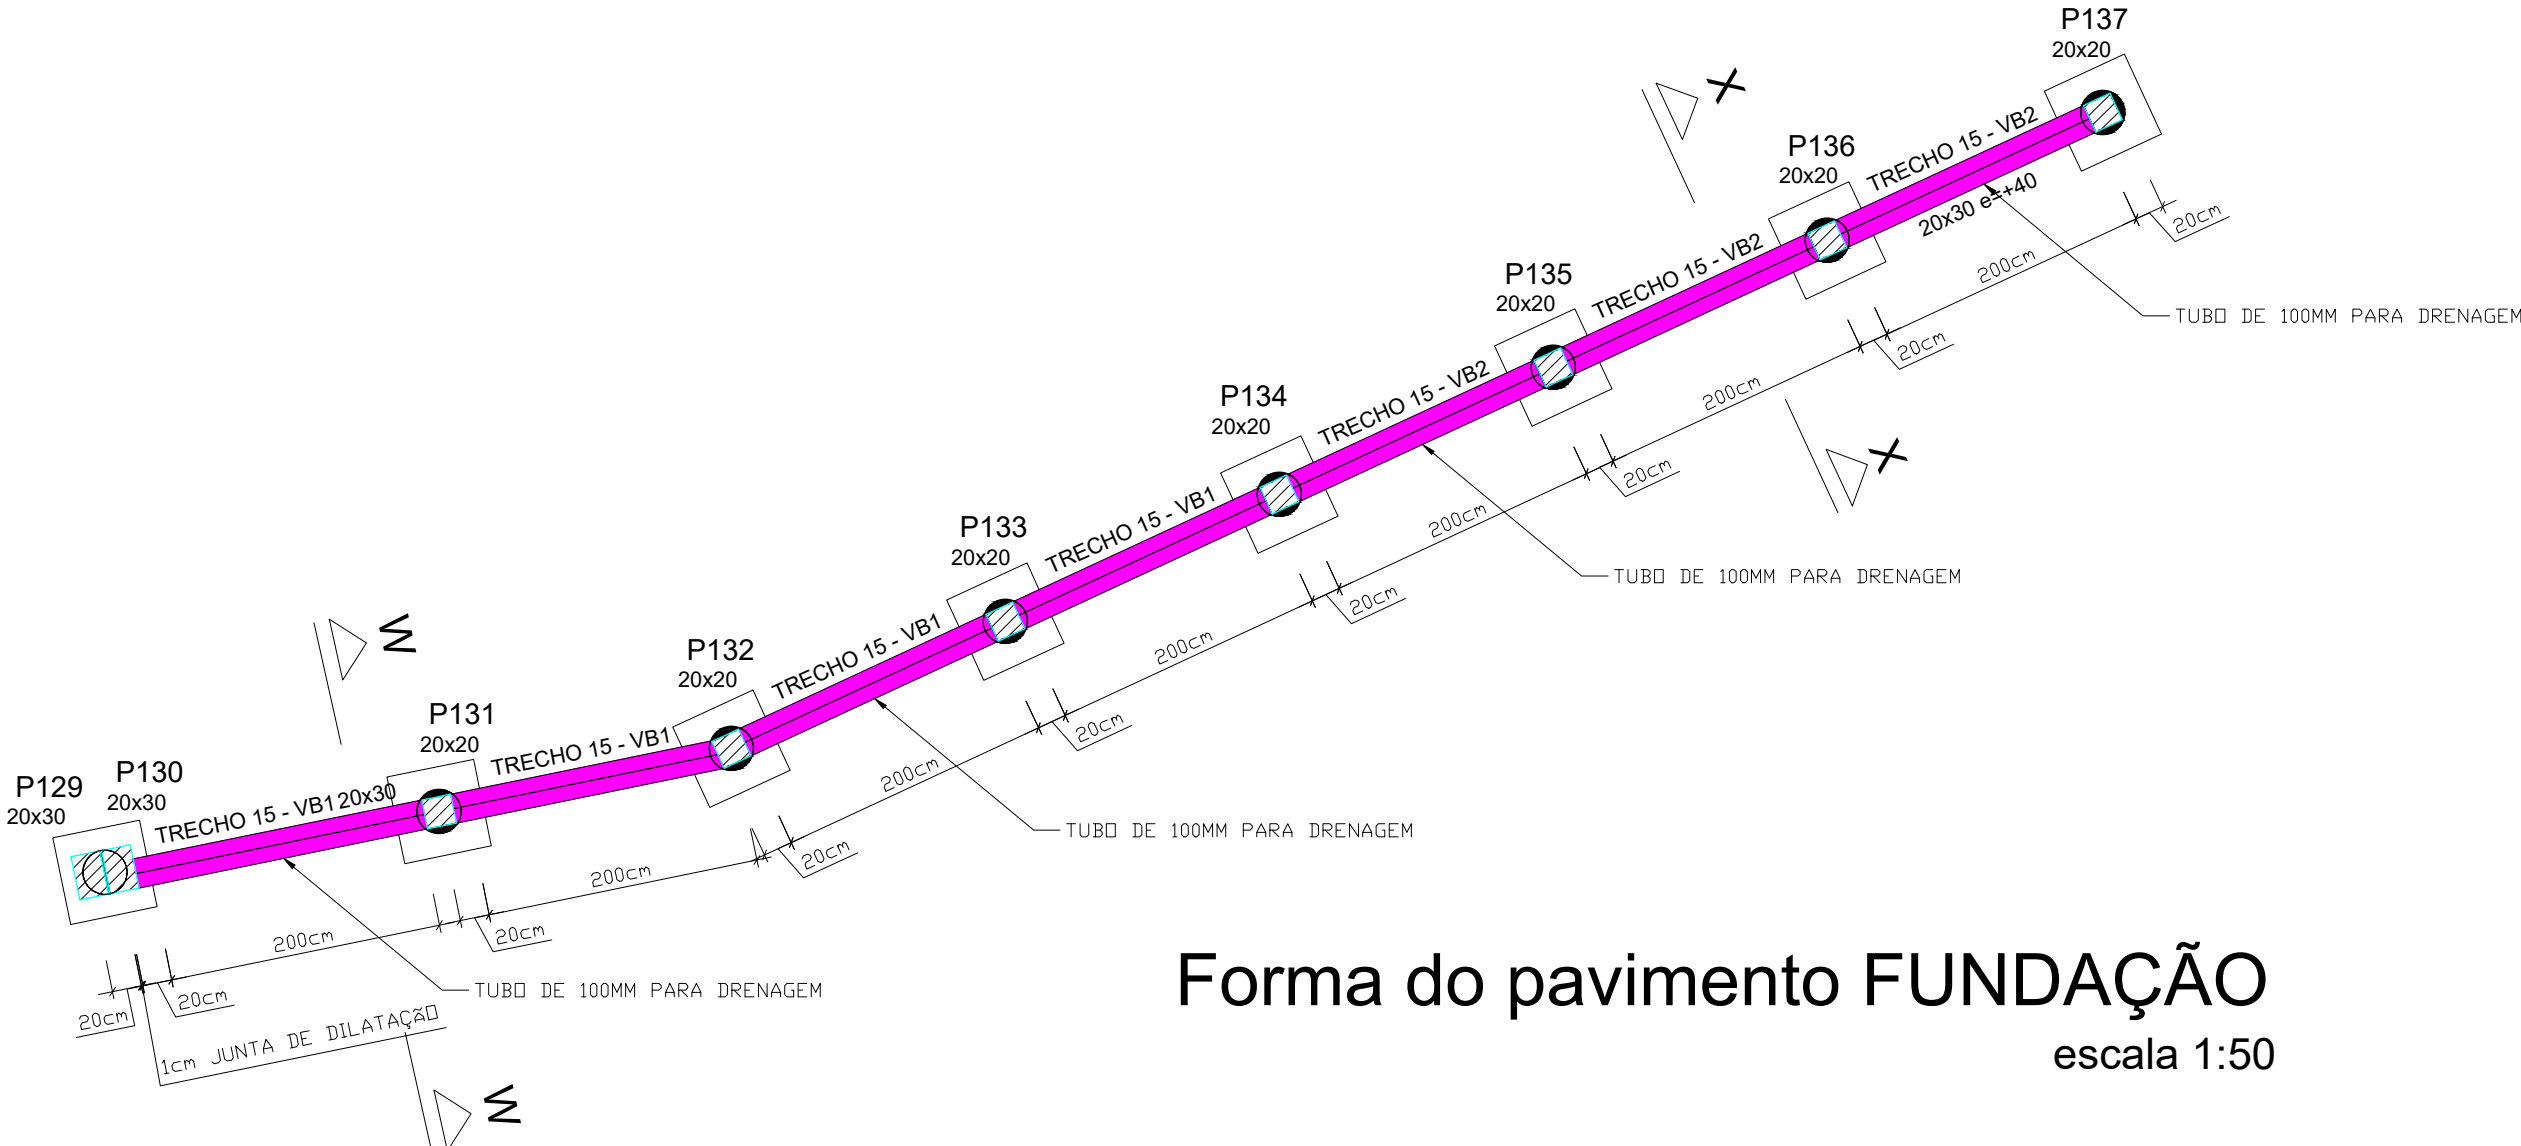 P137
20x20
X
TRECHO 15 - VB2
P136
20x20
20x30 e=+40
20cm
200cm
TUBO DE 100MM PARA DRENAGEM
TRECHO 15 - VB2
P135
20x20
20cm
200cm
X
TRECHO 15 - VB2
P134
20x20
20cm
200cm
TUBO DE 100MM PARA DRENAGEM
TRECHO 15 - VB1
P133
20x20
20cm
200cm
TRECHO 15 - VB1
P132
20x20
20cm
200cm
TUBO DE 100MM PARA DRENAGEM
W
TRECHO 15 - VB1
P131
20x20
20cm
200cm
P130
20x30
P129
20x30
TRECHO 15 - VB1
20x30
20cm
200cm
TUBO DE 100MM PARA DRENAGEM
20cm
20cm
1cm JUNTA DE DILATAÇÃO
W
Forma do pavimento FUNDAÇÃO
escala 1:50